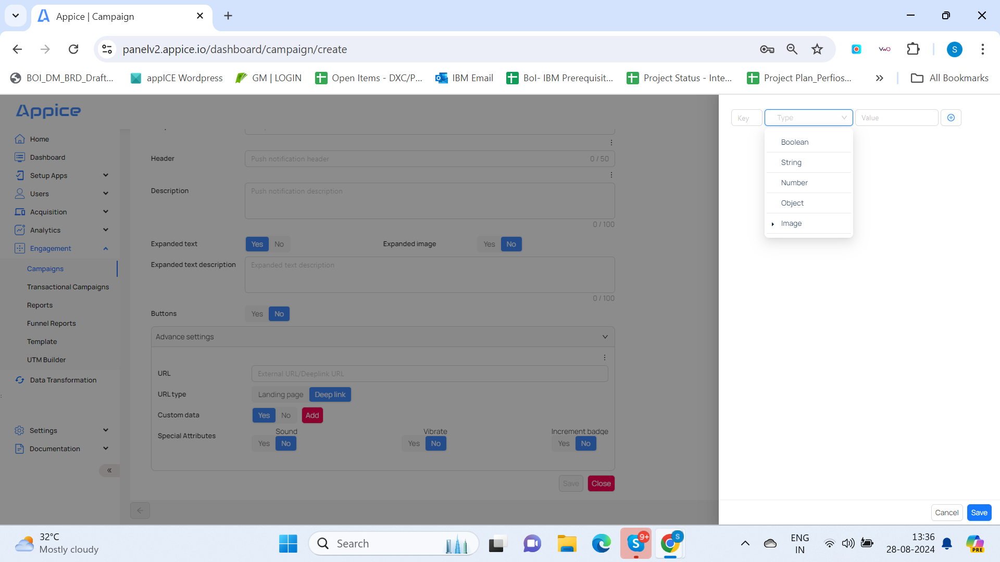 Appice | Campaign
panelv2.appice.io/dashboard/campaign/create
S
BOI_DM_BRD_Draft...
appICE Wordpress
GM | LOGIN
Open Items - DXC/P...
IBM Email
BoI- IBM Prerequisit...
Project Status - Inte...
Project Plan_Perfios...
All Bookmarks
Appice
Home
Dashboard
Setup Apps
Users
Acquisition
Analytics
Engagement
Campaigns
Transactional Campaigns
Reports
Funnel Reports
Template
UTM Builder
Data Transformation
Settings
Documentation
Header
Push notification header
0 / 50
Description
Push notification description
0 / 100
Expanded text
Yes No
Expanded image
Yes No
Expanded text description
Expanded text description
0 / 100
Buttons
Yes No
Advance settings
URL
External URL/Deeplink URL
URL type
Landing page Deep link
Custom data
Yes No Add
Special Attributes
Sound
Yes No
Vibrate
Yes No
Increment badge
Yes No
Save Close
Key Type Value
Boolean
String
Number
Object
Image
Cancel Save
32°C
Mostly cloudy
Search
9+
S
ENG
IN
13:36
28-08-2024
PRE